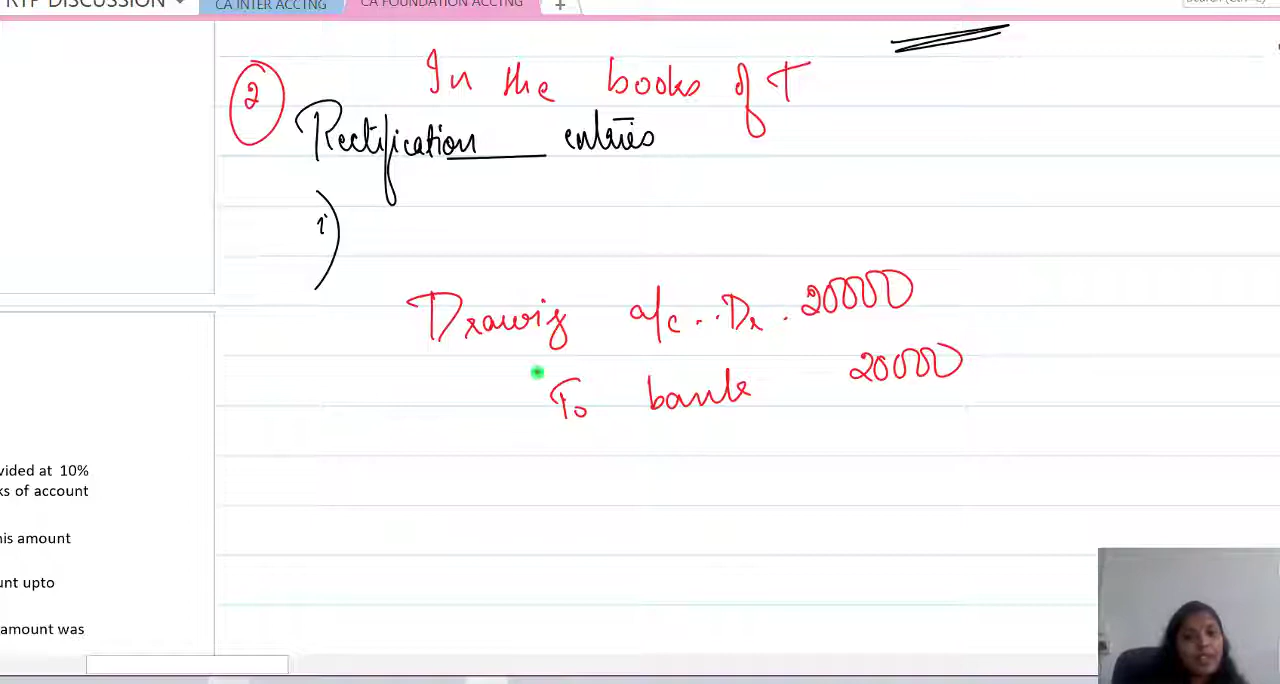 RTP DISCUSSION
CA INTER ACCTNG
CA FOUNDATION ACCTNG
+
2
In the books of T
Rectification entries
i)
Drawing a/c .. Dr . 20000
To bank 20000
vided at 10%
ks of account
his amount
unt upto
amount was